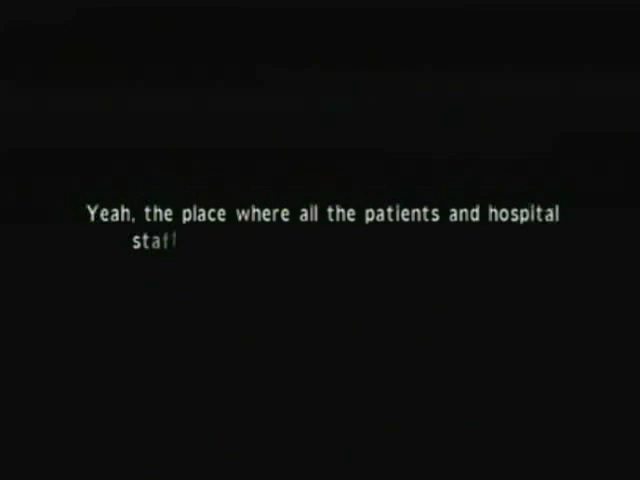 Yeah, the place where all the patients and hospital
staff